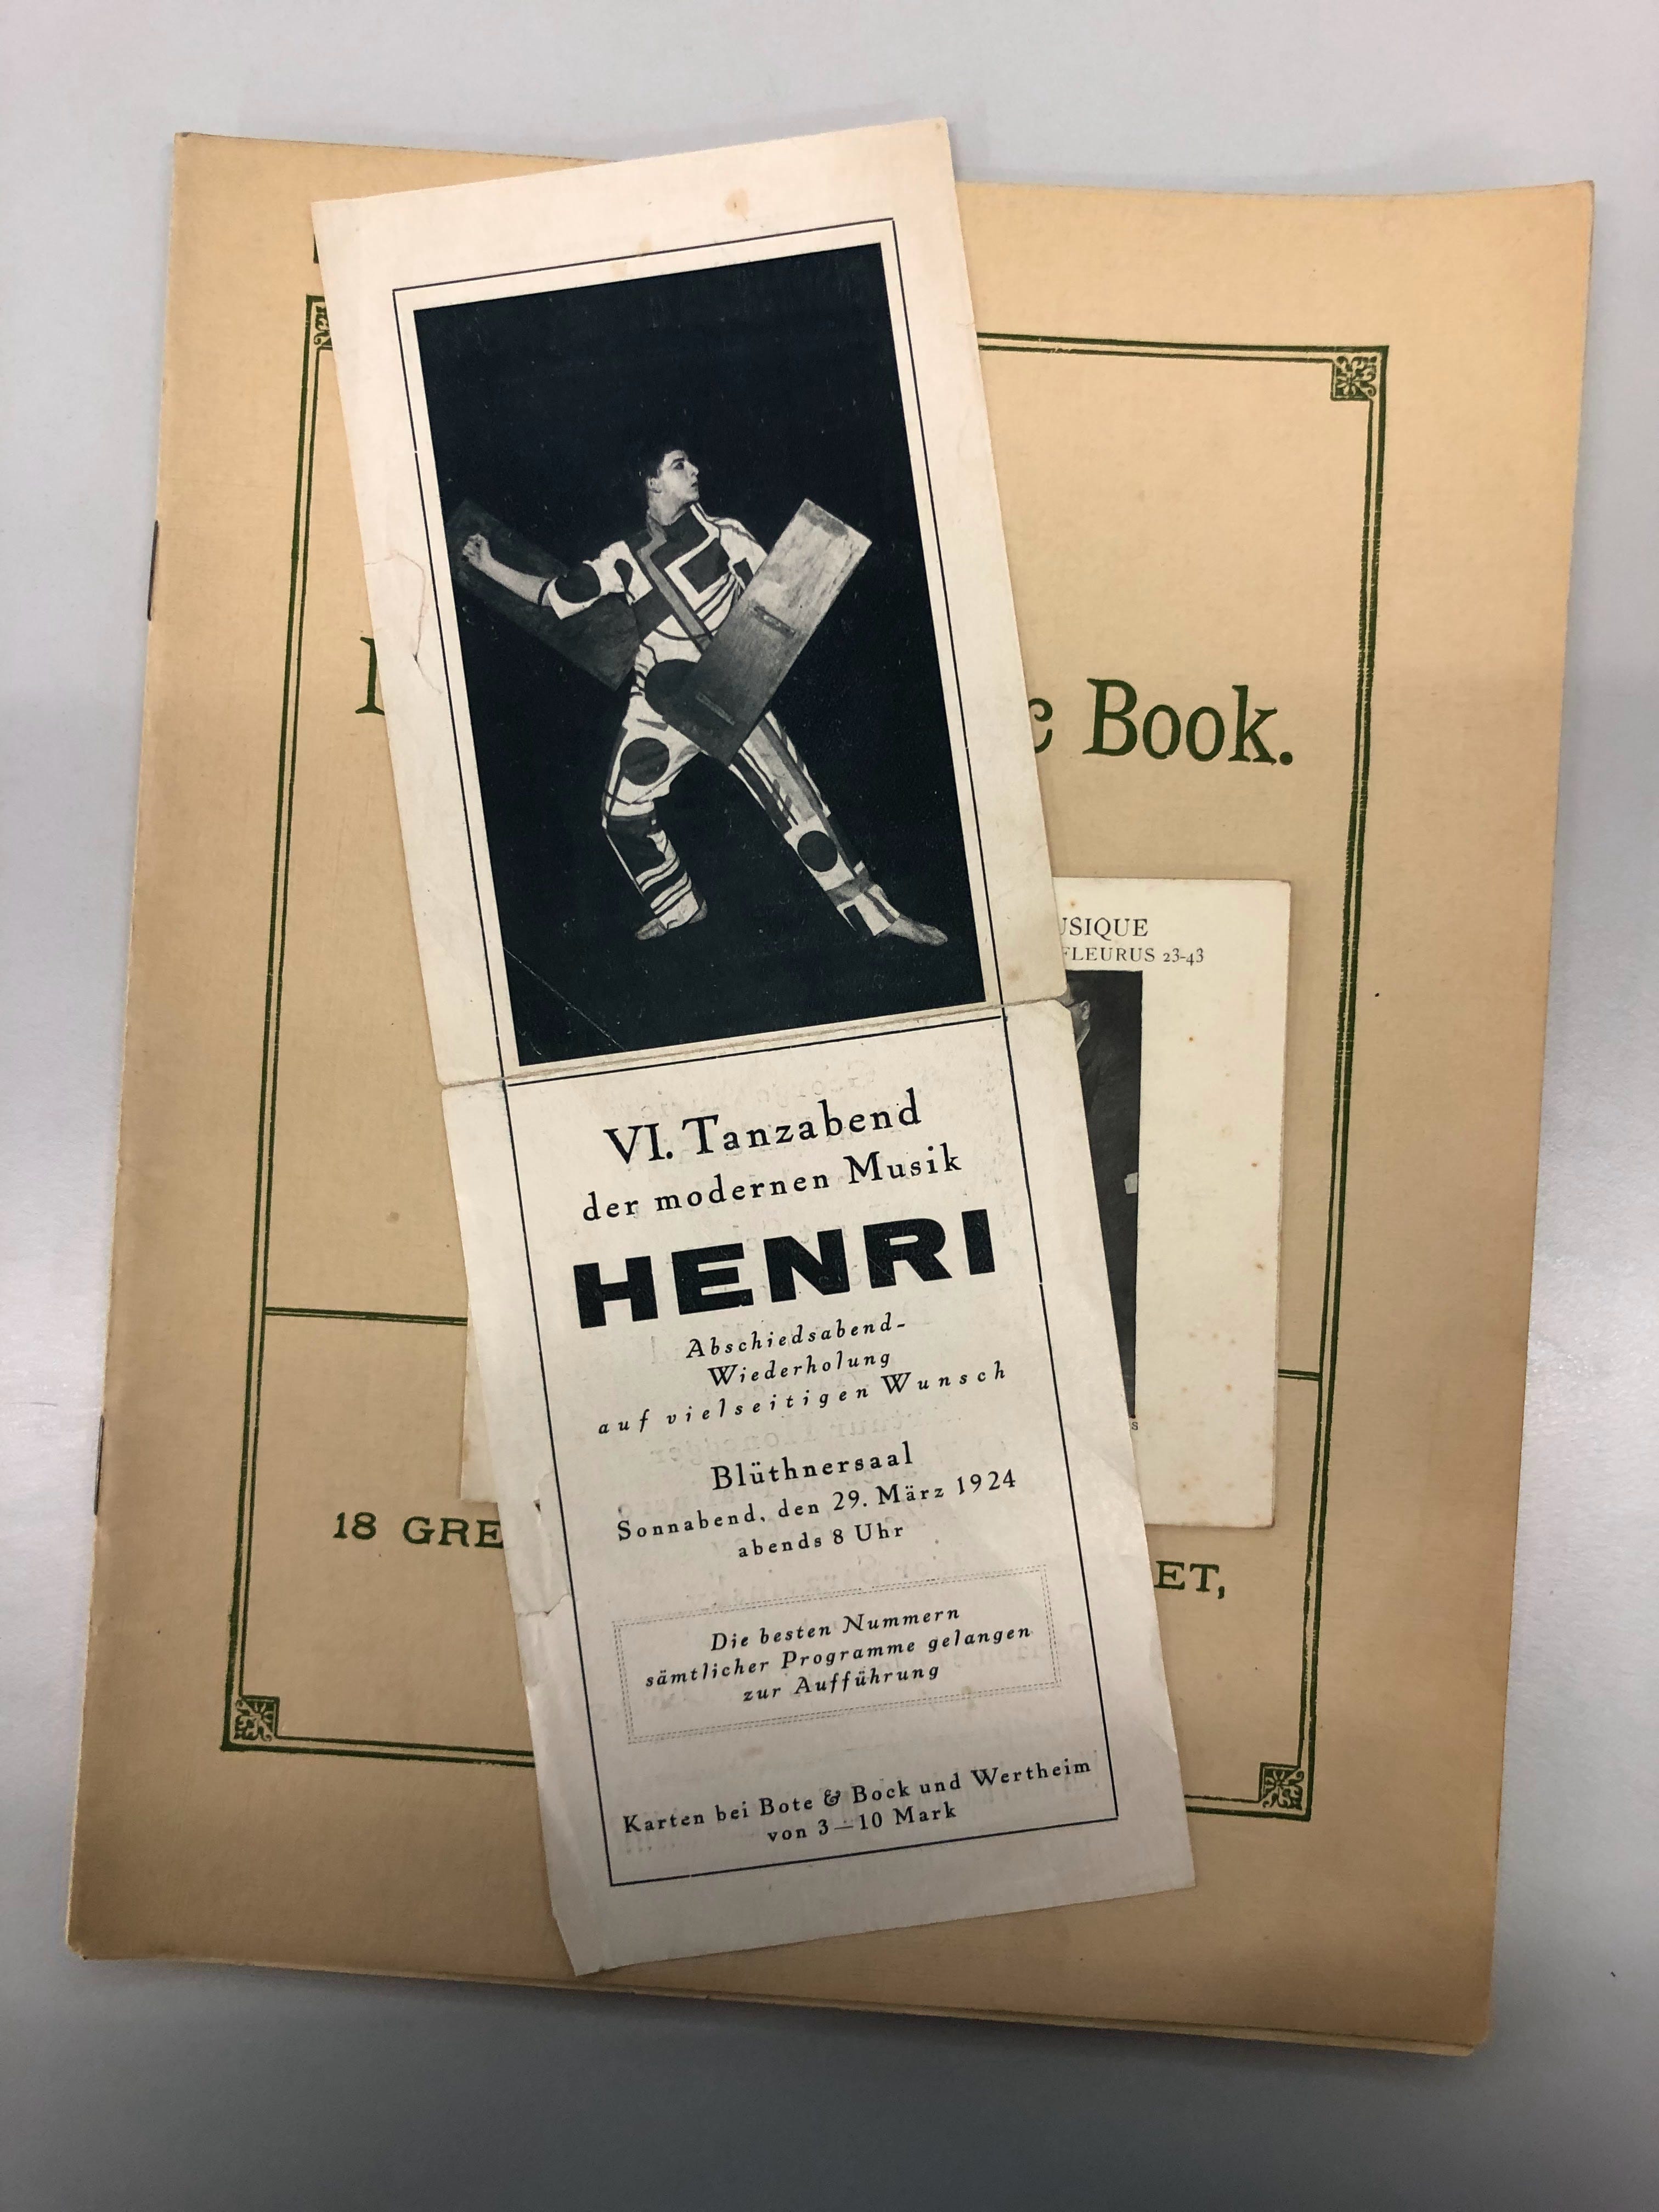 Book.
USIQUE
FLEURUS 23-43
VI. Tanzabend
der modernen Musik
HENRI
Abschiedsabend-
Wiederholung
auf vielseitigen Wunsch
Blüthnersaal
Sonnabend, den 29. März 1924
abends 8 Uhr
Die besten Nummern
sämtlicher Programme gelangen
zur Aufführung
Karten bei Bote & Bock und Wertheim
von 3—10 Mark
18 GRE
ET,